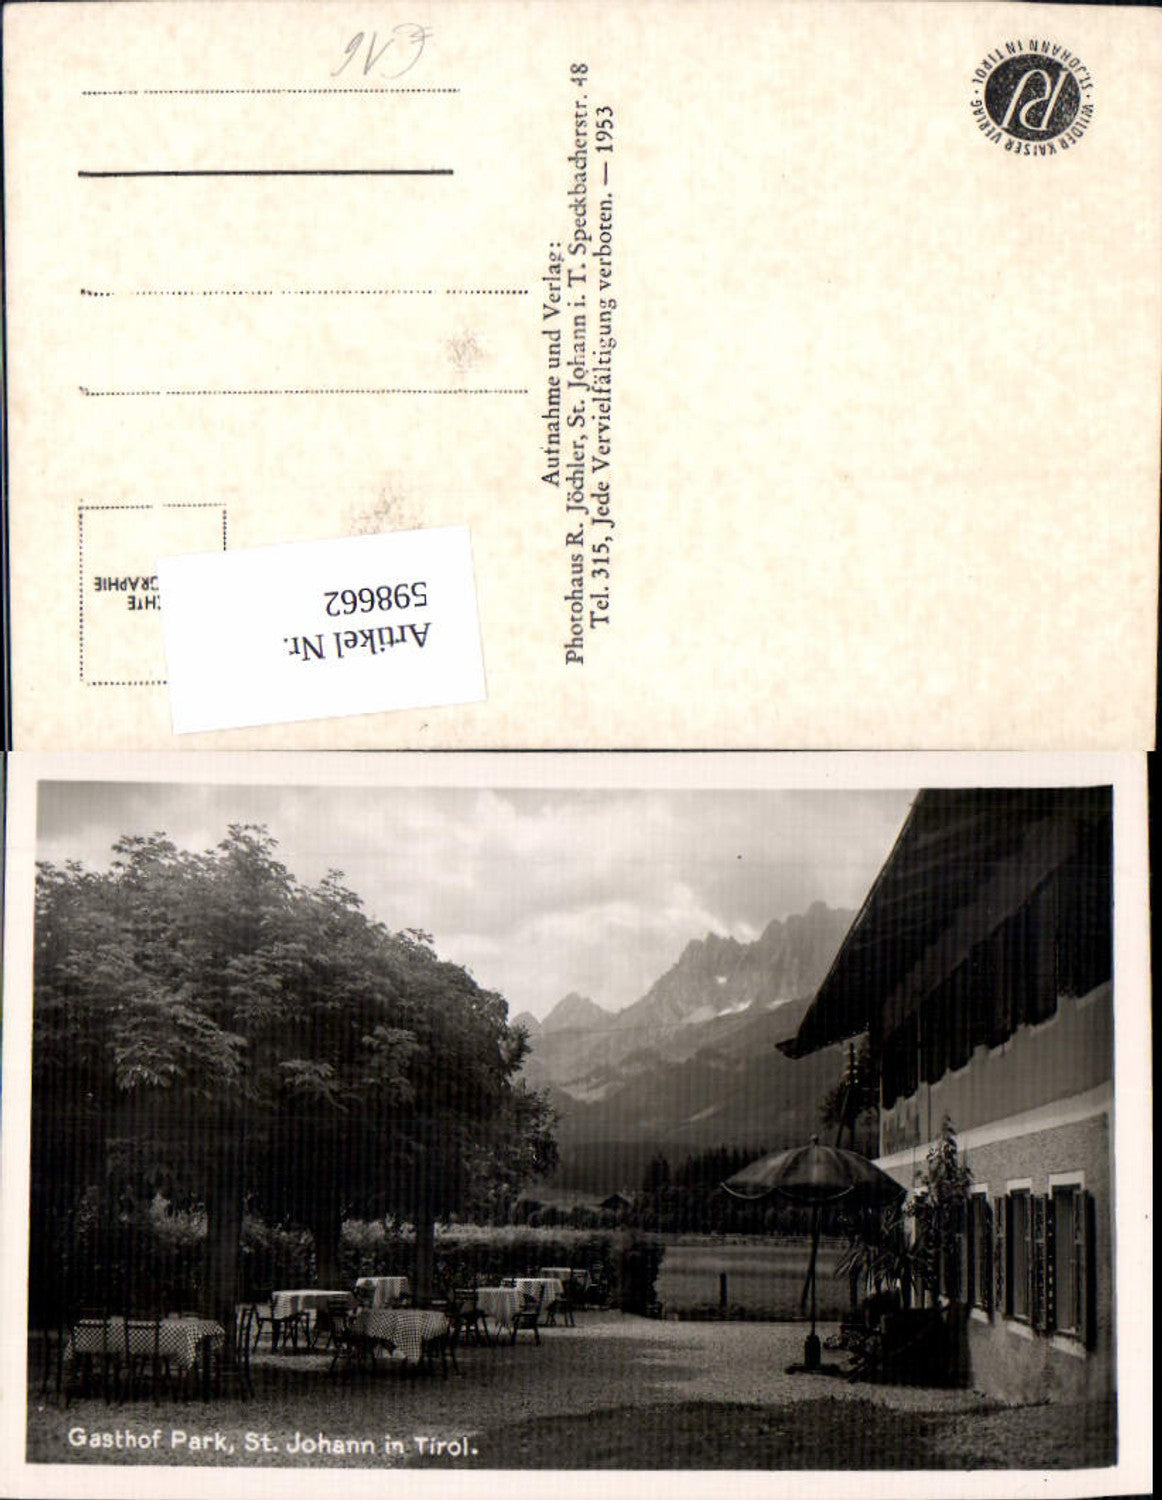 ST. JOHANN IN TIROL · WILDER KAISER VERLAG ·
Aufnahme und Verlag:
Photohaus R. Jöchler, St. Johann i. T. Speckbacherstr. 48
Tel. 315, Jede Vervielfältigung verboten. — 1953
Artikel Nr.
598662
Gasthof Park, St. Johann in Tirol.